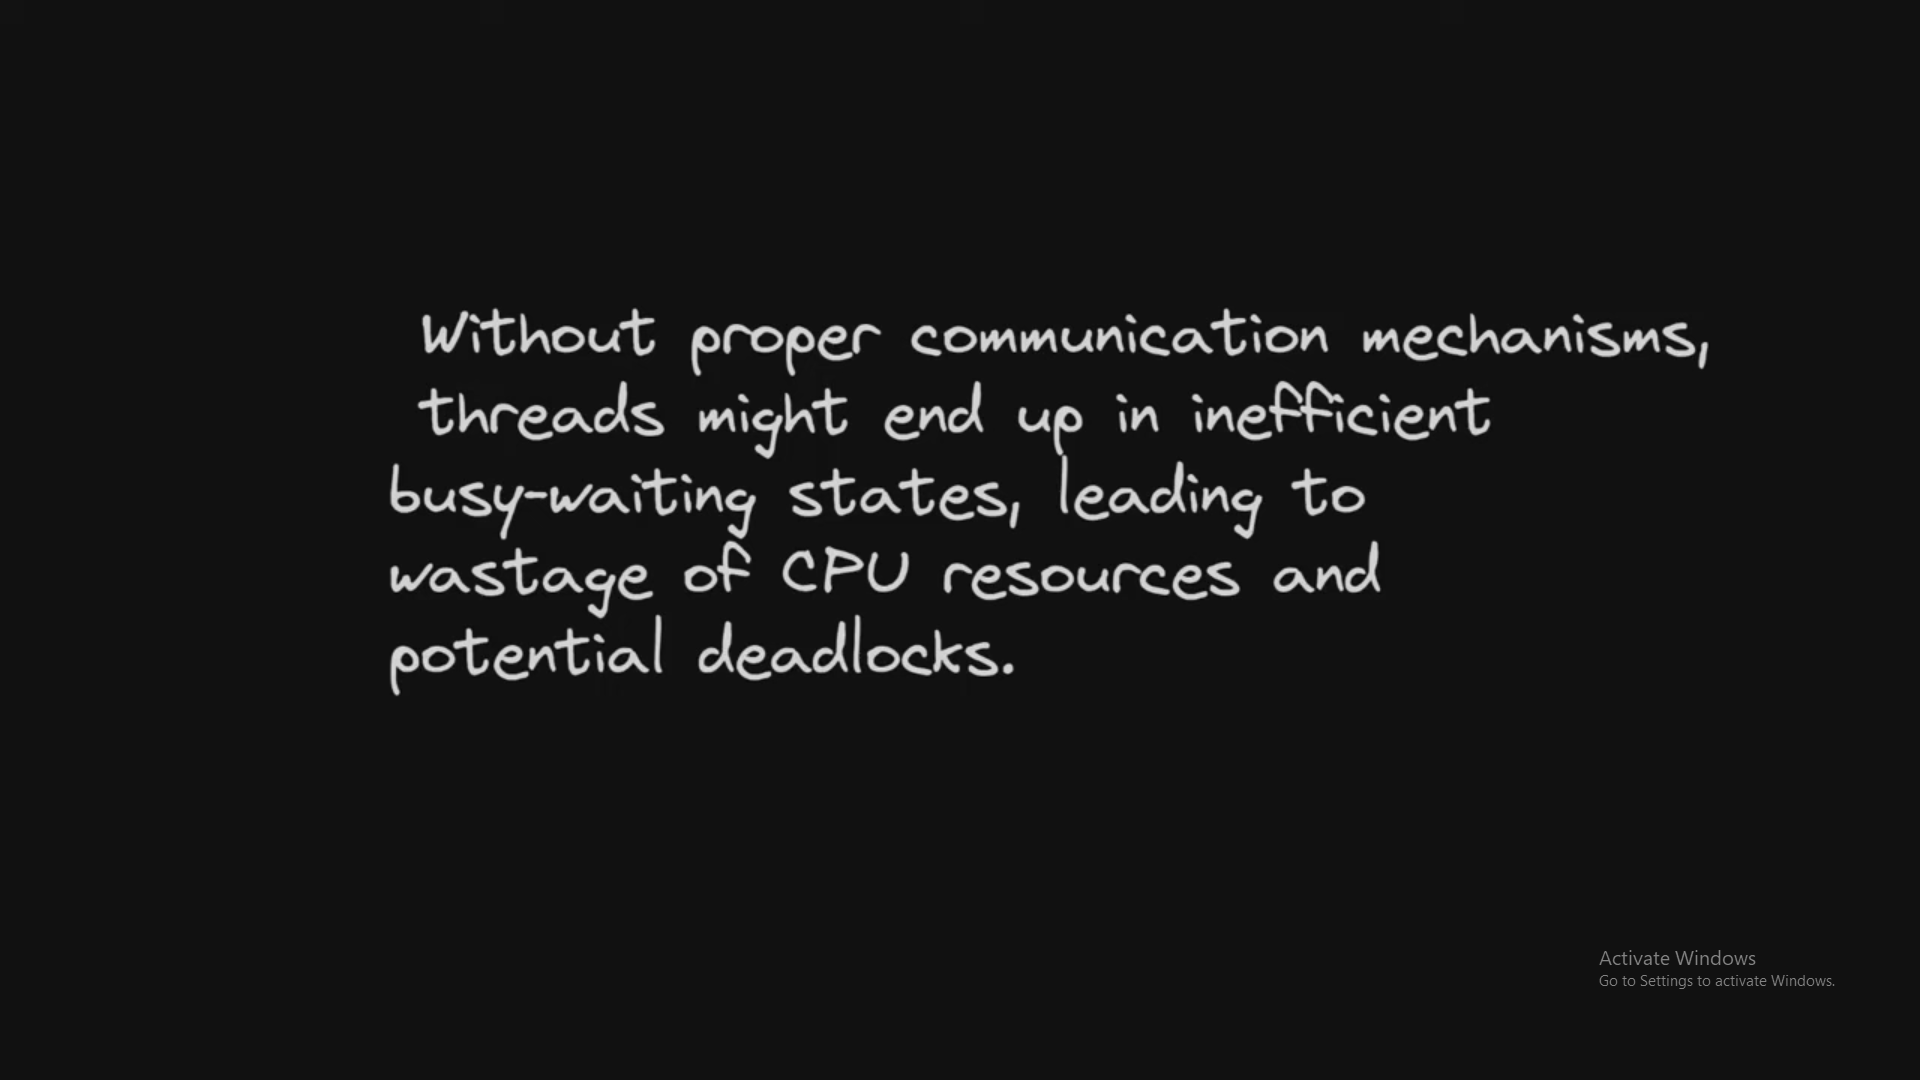 Without proper communication mechanisms,
threads might end up in inefficient
busy-waiting states, leading to
wastage of CPU resources and
potential deadlocks.
Activate Windows
Go to Settings to activate Windows.